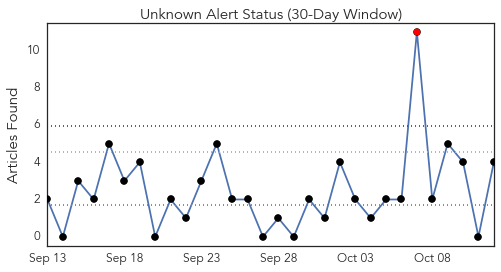 Unknown Alert Status (30-Day Window)
Articles Found
10
8
6
4
2
0
Sep 13 Sep 18 Sep 23 Sep 28 Oct 03 Oct 08